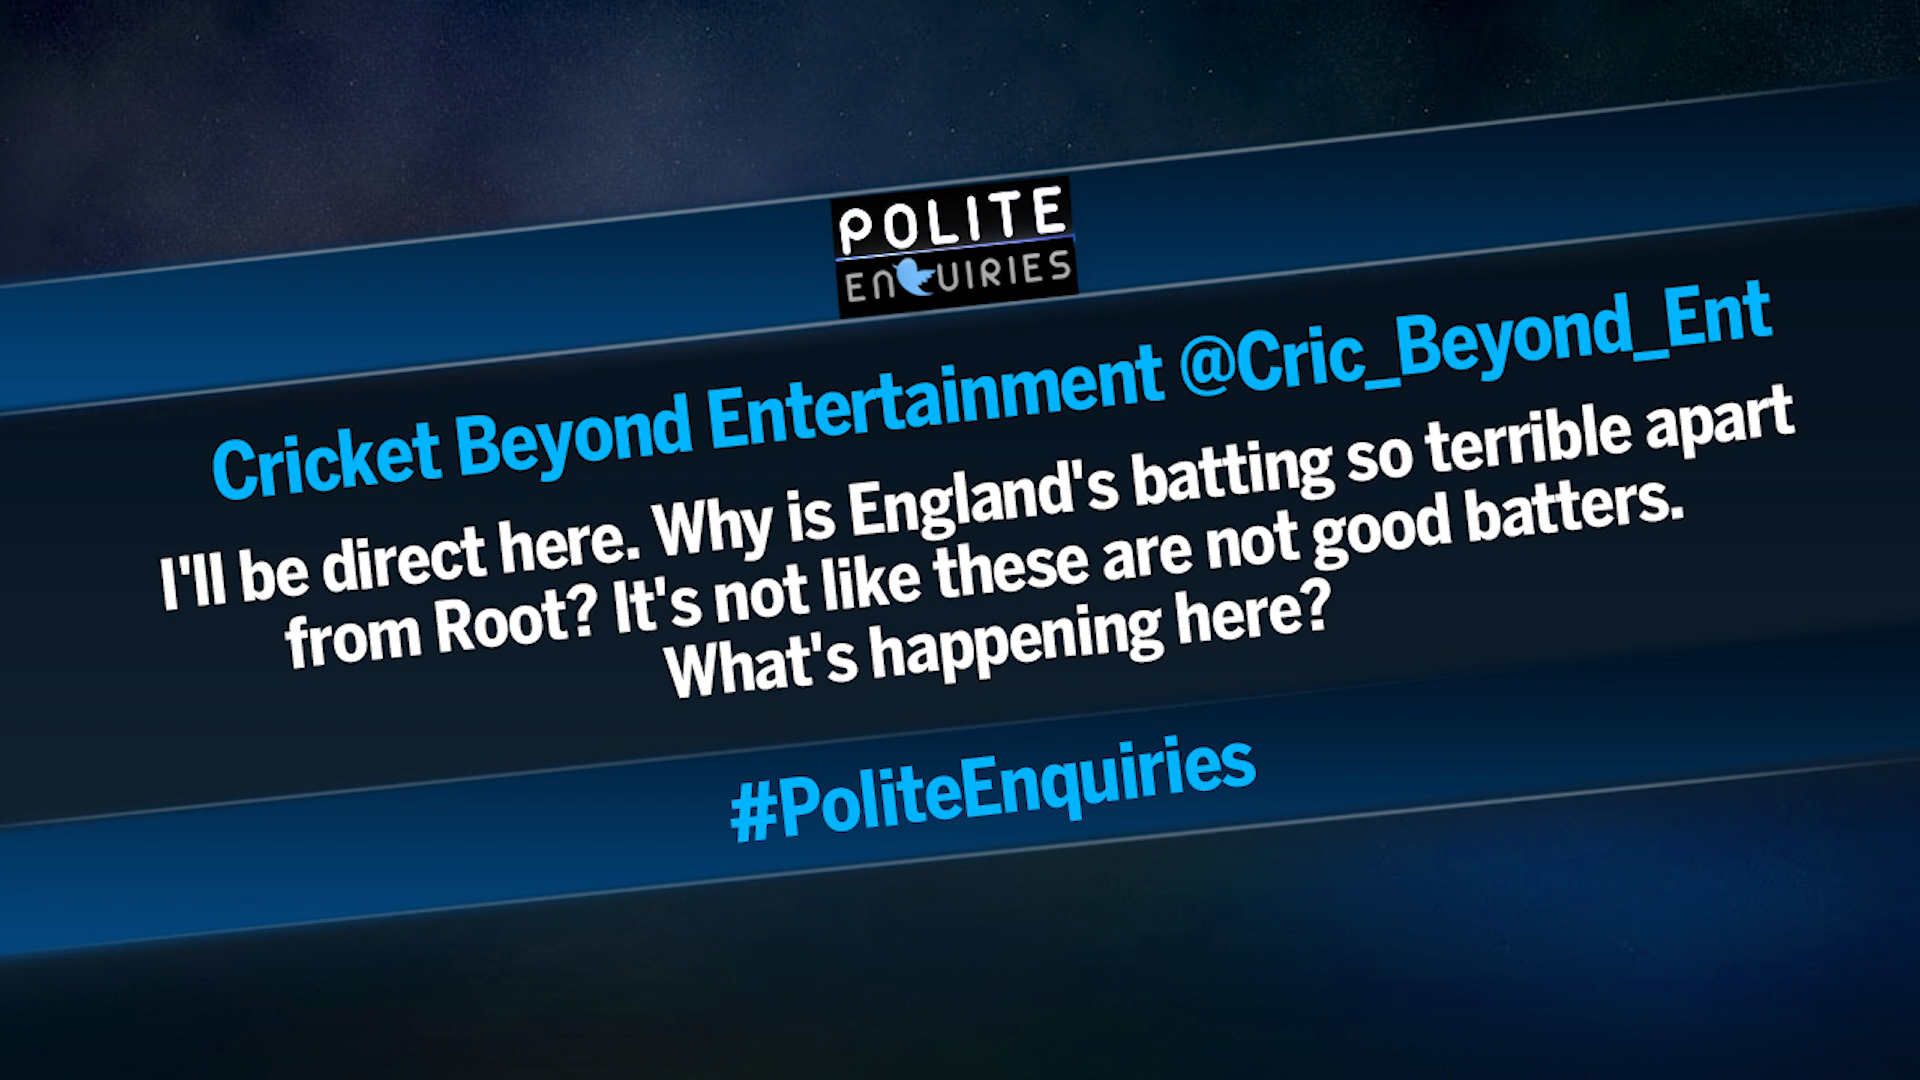 POLITE
ENQUIRIES
Cricket Beyond Entertainment @Cric_Beyond_Ent
I'll be direct here. Why is England's batting so terrible apart
from Root? It's not like these are not good batters.
What's happening here?
#PoliteEnquiries